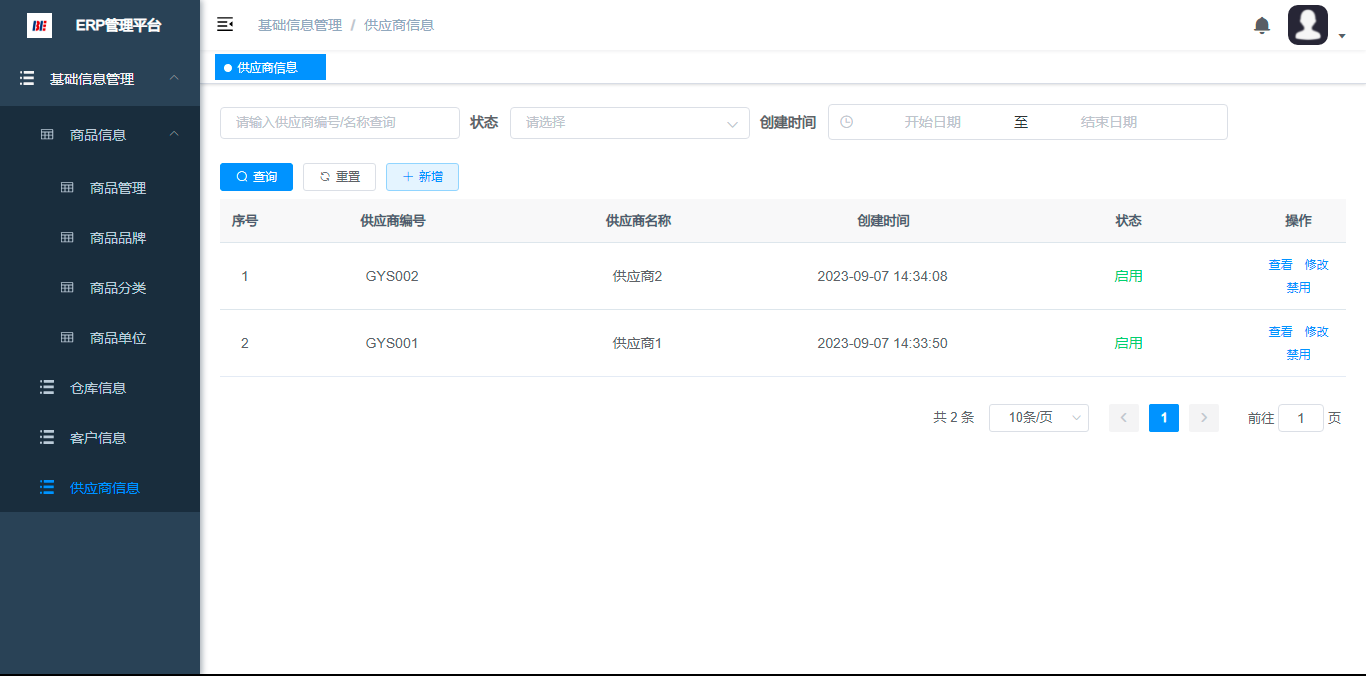 ERP管理平台
基础信息管理
商品信息
商品管理
商品品牌
商品分类
商品单位
仓库信息
客户信息
供应商信息
基础信息管理 / 供应商信息
供应商信息
请输入供应商编号/名称查询 状态 请选择 创建时间 开始日期 至 结束日期
查询 重置 新增
序号 供应商编号 供应商名称 创建时间 状态 操作
1 GYS002 供应商2 2023-09-07 14:34:08 启用 查看 修改
禁用
2 GYS001 供应商1 2023-09-07 14:33:50 启用 查看 修改
禁用
共 2 条 10条/页 1 前往 1 页